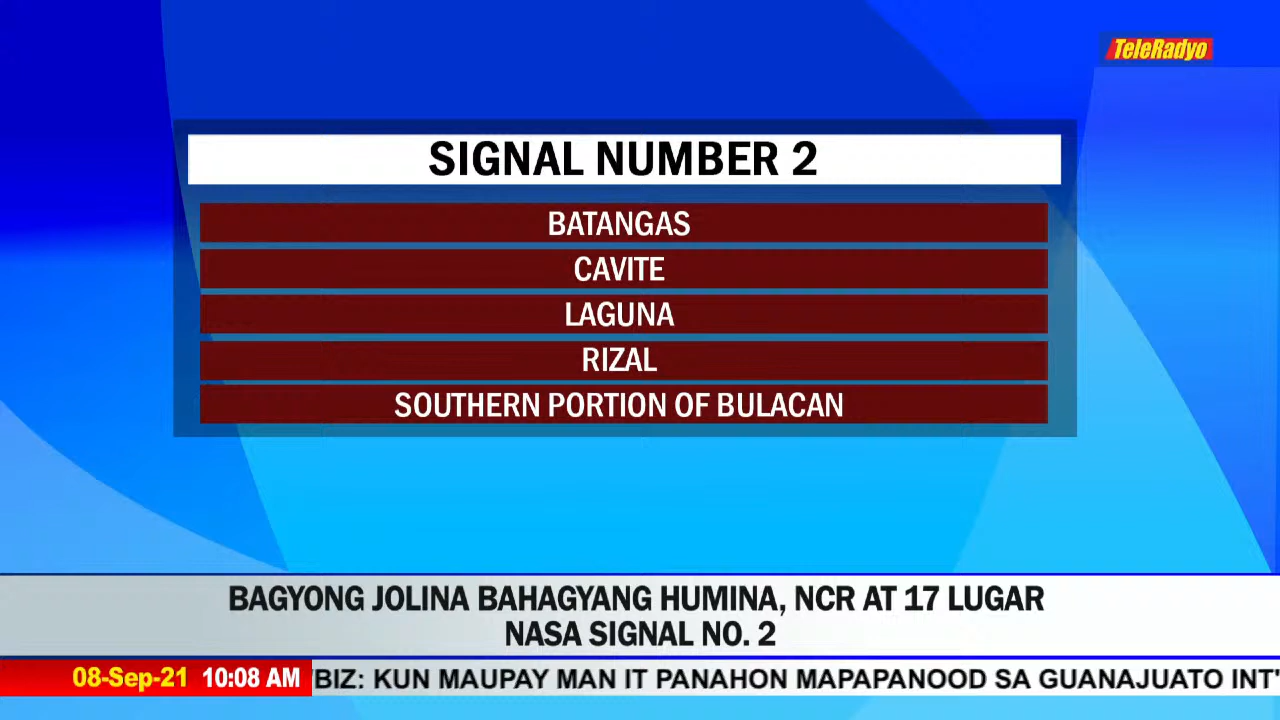 TeleRadyo
SIGNAL NUMBER 2
BATANGAS
CAVITE
LAGUNA
RIZAL
SOUTHERN PORTION OF BULACAN
BAGYONG JOLINA BAHAGYANG HUMINA, NCR AT 17 LUGAR
NASA SIGNAL NO. 2
08-Sep-21 10:08 AM
BIZ: KUN MAUPAY MAN IT PANAHON MAPAPANOOD SA GUANAJUATO INT'